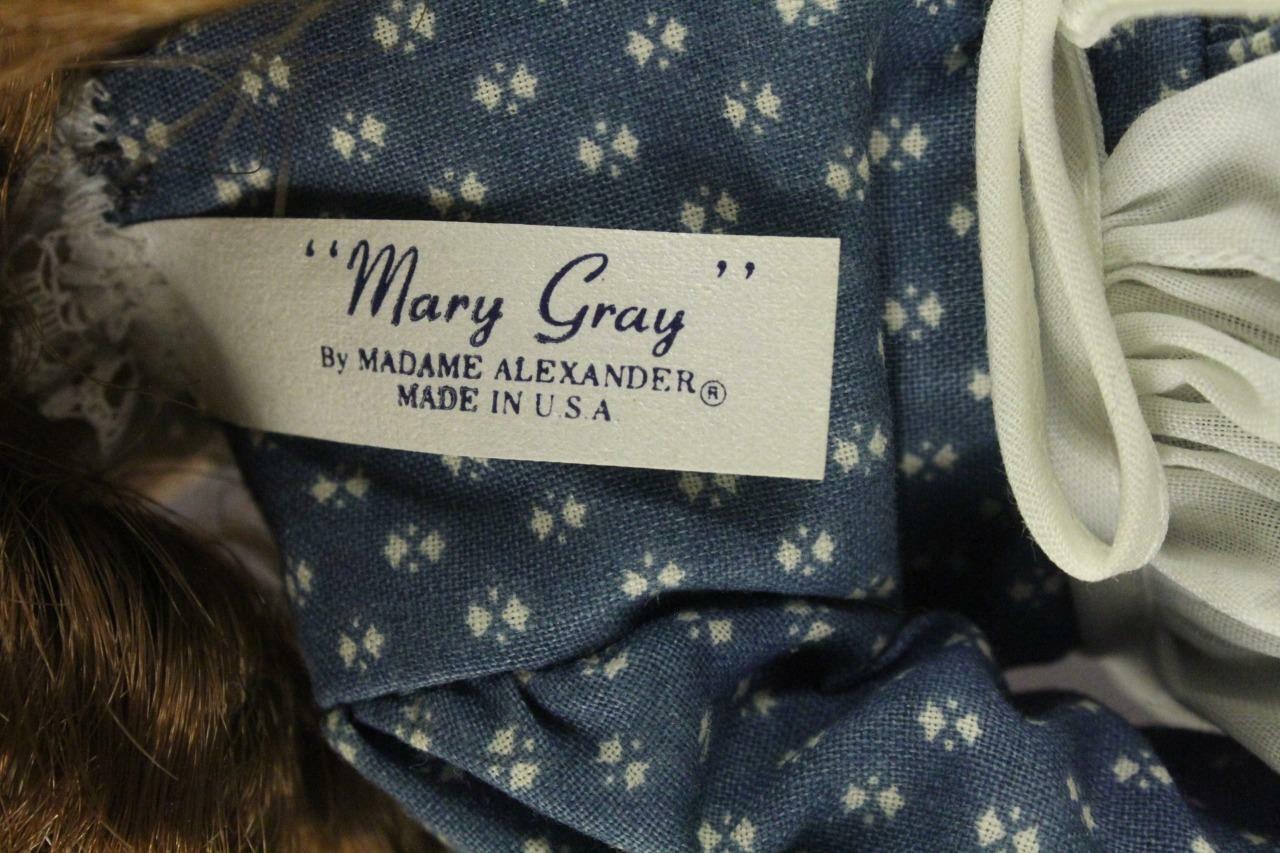 “Mary Gray”
By MADAME ALEXANDER®
MADE IN U.S.A.